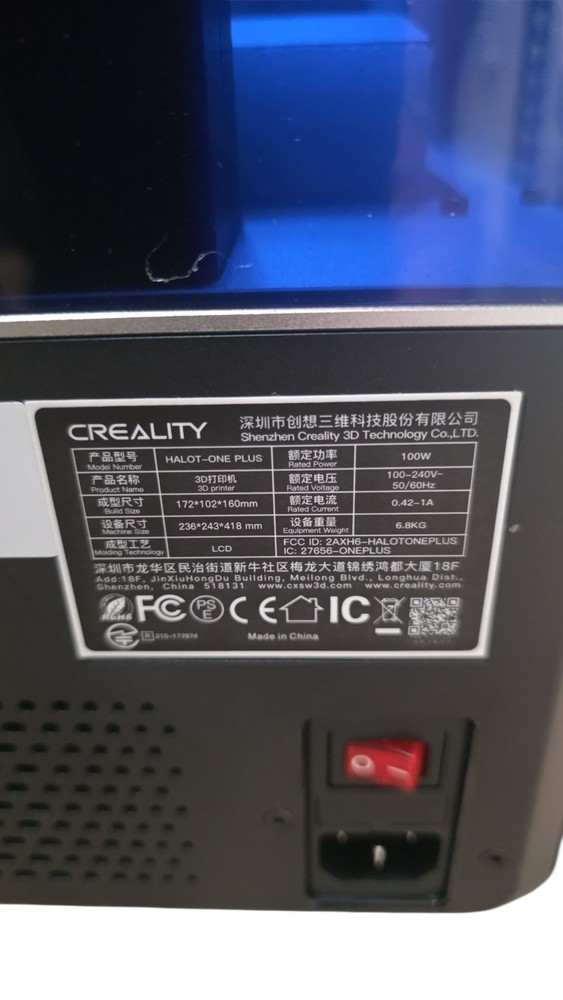 CREALITY 深圳市创想三维科技股份有限公司
Shenzhen Creality 3D Technology Co.,LTD.
产品型号 HALOT-ONE PLUS 额定功率 100W
Model Number Rated Power
产品名称 3D打印机 额定电压 100-240V~
Product Name 3D printer Rated Voltage 50/60Hz
成型尺寸 172*102*160mm 额定电流 0.42-1A
Build Size Rated Current
设备尺寸 236*243*418 mm 设备重量 6.8KG
Machine Size Equipment Weight
成型工艺 LCD FCC ID: 2AXH6-HALOTONEPLUS
Molding Technology IC: 27656-ONEPLUS
深圳市龙华区民治街道新牛社区梅龙大道锦绣鸿都大厦18F
Add:18F, JinXiuHongDu Building, Meilong Blvd., Longhua Dist.,
Shenzhen, China 518131 www.cxsw3d.com www.creality.com
RoHS FC PS E CE IC
R 210-177974 Made in China